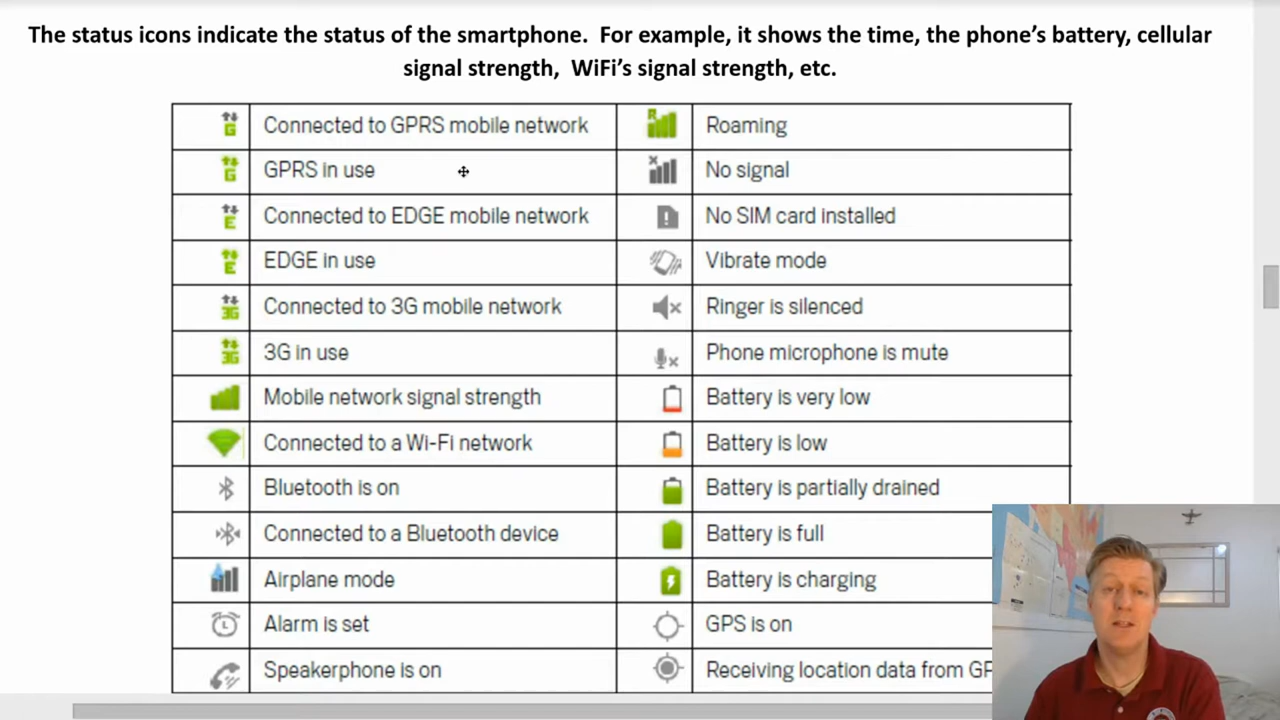 The status icons indicate the status of the smartphone.  For example, it shows the time, the phone's battery, cellular
signal strength,  WiFi's signal strength, etc.
Connected to GPRS mobile network
Roaming
GPRS in use
No signal
Connected to EDGE mobile network
No SIM card installed
EDGE in use
Vibrate mode
Connected to 3G mobile network
Ringer is silenced
3G in use
Phone microphone is mute
Mobile network signal strength
Battery is very low
Connected to a Wi-Fi network
Battery is low
Bluetooth is on
Battery is partially drained
Connected to a Bluetooth device
Battery is full
Airplane mode
Battery is charging
Alarm is set
GPS is on
Speakerphone is on
Receiving location data from GP